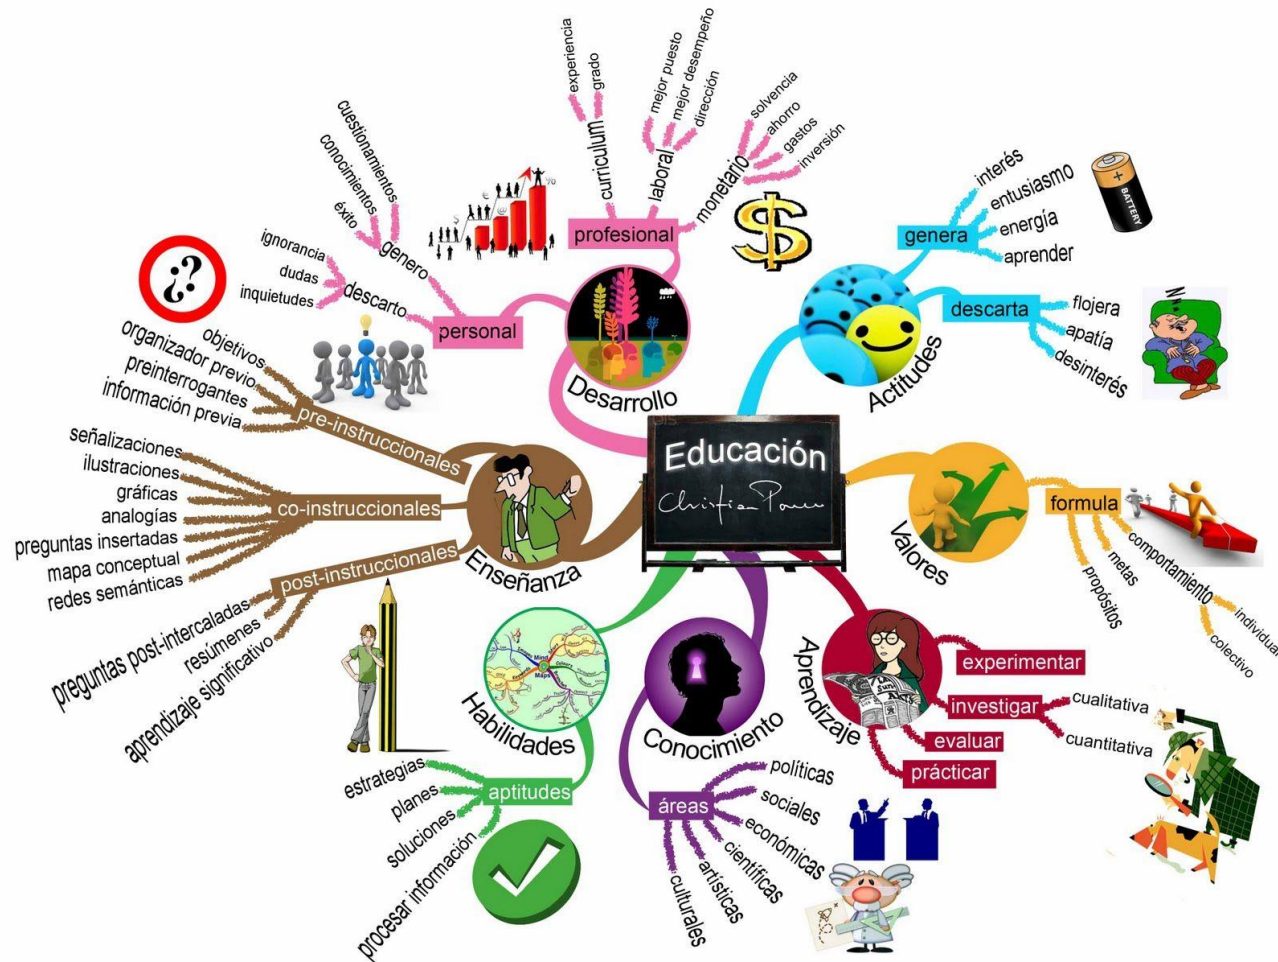 Educación
Desarrollo
profesional
curriculum
experiencia
grado
laboral
mejor puesto
mejor desempeño
dirección
monetario
solvencia
ahorro
gastos
inversión
personal
genero
cuestionamientos
conocimientos
éxito
descarto
ignorancia
dudas
inquietudes
¿?
Actitudes
genera
interés
entusiasmo
energía
aprender
BATTERY
descarta
flojera
apatía
desinterés
Valores
formula
comportamiento
individual
colectivo
metas
propósitos
Aprendizaje
experimentar
investigar
cualitativa
cuantitativa
evaluar
prácticar
Conocimiento
áreas
políticas
sociales
económicas
científicas
artísticas
culturales
Habilidades
Mind
Maps
aptitudes
estrategias
planes
soluciones
procesar información
Enseñanza
pre-instruccionales
objetivos
organizador previo
preinterrogantes
información previa
co-instruccionales
señalizaciones
ilustraciones
gráficas
analogías
preguntas insertadas
mapa conceptual
redes semánticas
post-instruccionales
preguntas post-intercaladas
resúmenes
aprendizaje significativo